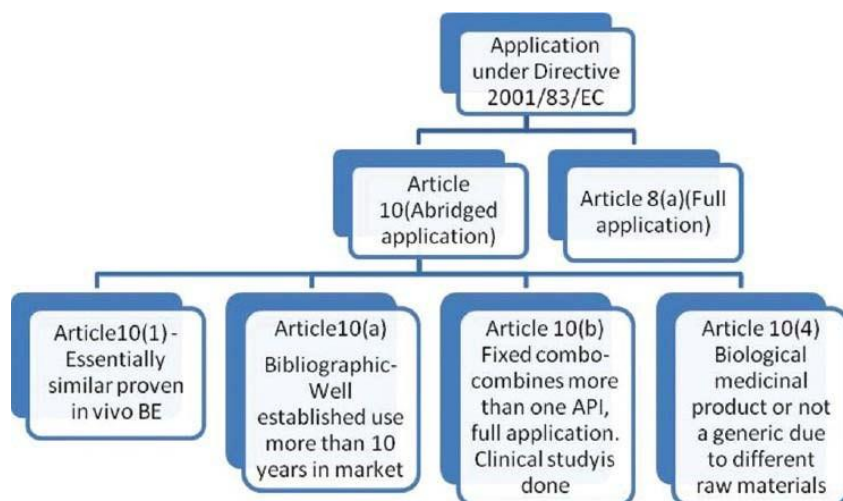 Application
under Directive
2001/83/EC
Article
10(Abridged
application)
Article 8(a)(Full
application)
Article10(1) -
Essentially
similar proven
in vivo BE
Article10(a)
Bibliographic-
Well
established use
more than 10
years in market
Article 10(b)
Fixed combo-
combines more
than one API,
full application.
Clinical studyis
done
Article 10(4)
Biological
medicinal
product or not
a generic due
to different
raw materials